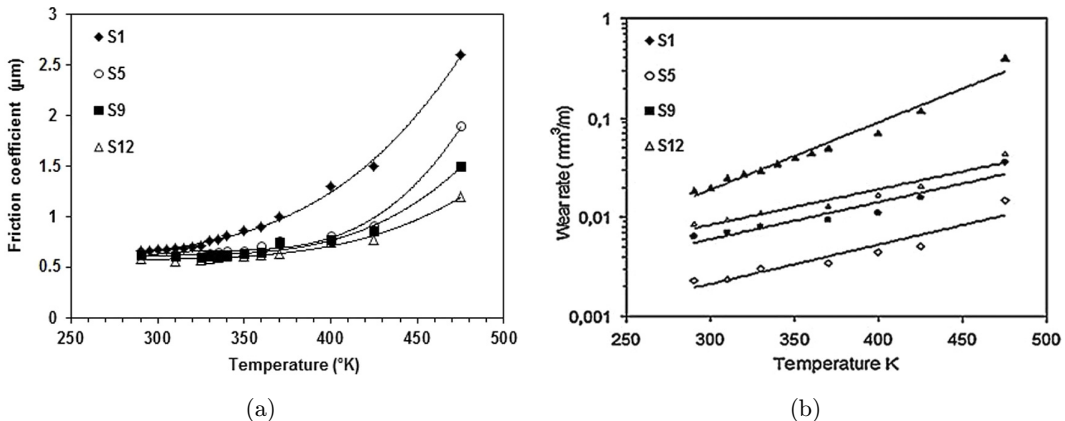 3
2.5
2
1.5
1
0.5
0
250
300
350
400
450
500
Friction coefficient (µm)
Temperature (°K)
S1
S5
S9
S12
(a)
1
0,1
0,01
0,001
250
300
350
400
450
500
Wear rate ( mm³/m)
Temperature K
S1
S5
S9
S12
(b)